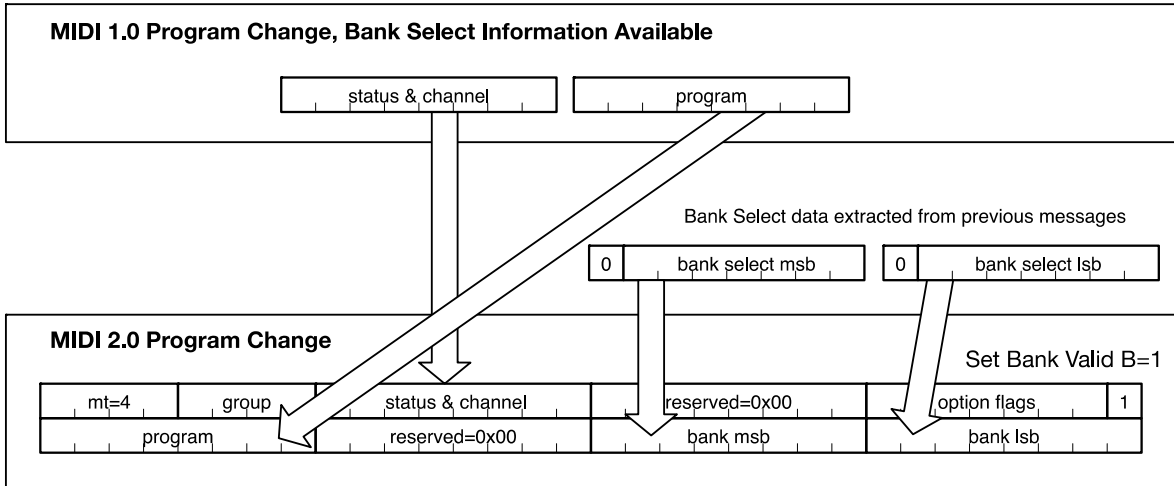 MIDI 1.0 Program Change, Bank Select Information Available
status & channel program
Bank Select data extracted from previous messages
0 bank select msb 0 bank select lsb
MIDI 2.0 Program Change
Set Bank Valid B=1
mt=4 group status & channel reserved=0x00 option flags 1
program reserved=0x00 bank msb bank lsb